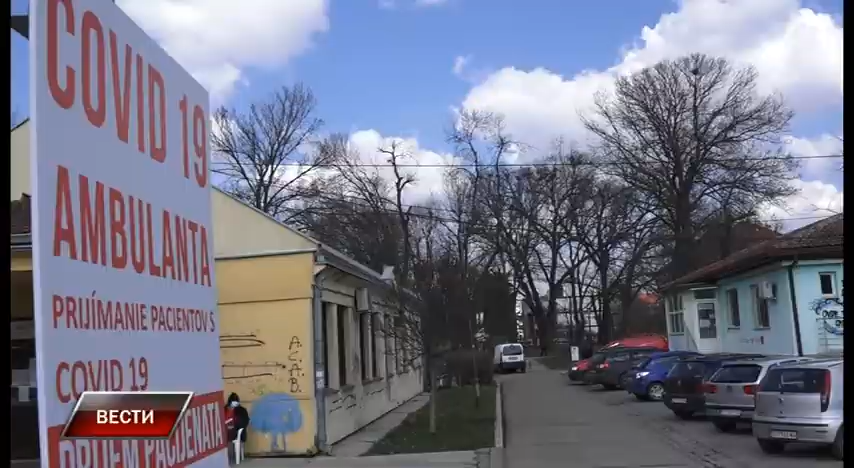 COVID 19
AMBULANTA
PRIJÍMANIE PACIENTOV S
COVID 19
PRIJEM PACIJENATA
ВЕСТИ
A.
C.
A.
B.